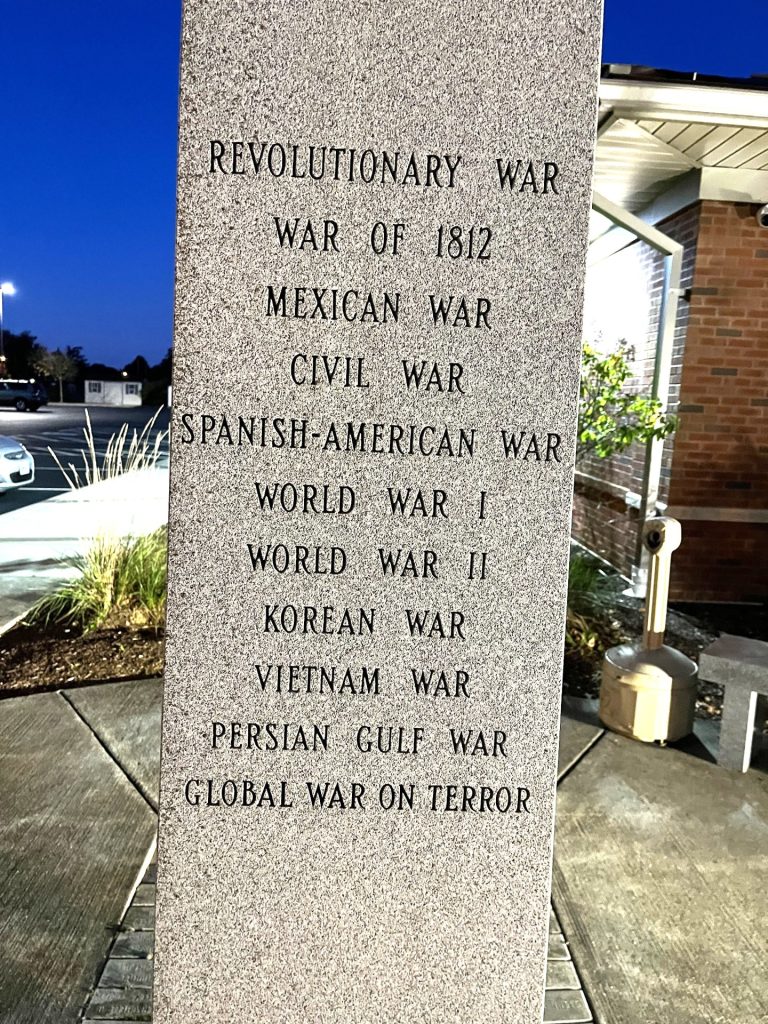 REVOLUTIONARY WAR
WAR OF 1812
MEXICAN WAR
CIVIL WAR
SPANISH-AMERICAN WAR
WORLD WAR I
WORLD WAR II
KOREAN WAR
VIETNAM WAR
PERSIAN GULF WAR
GLOBAL WAR ON TERROR